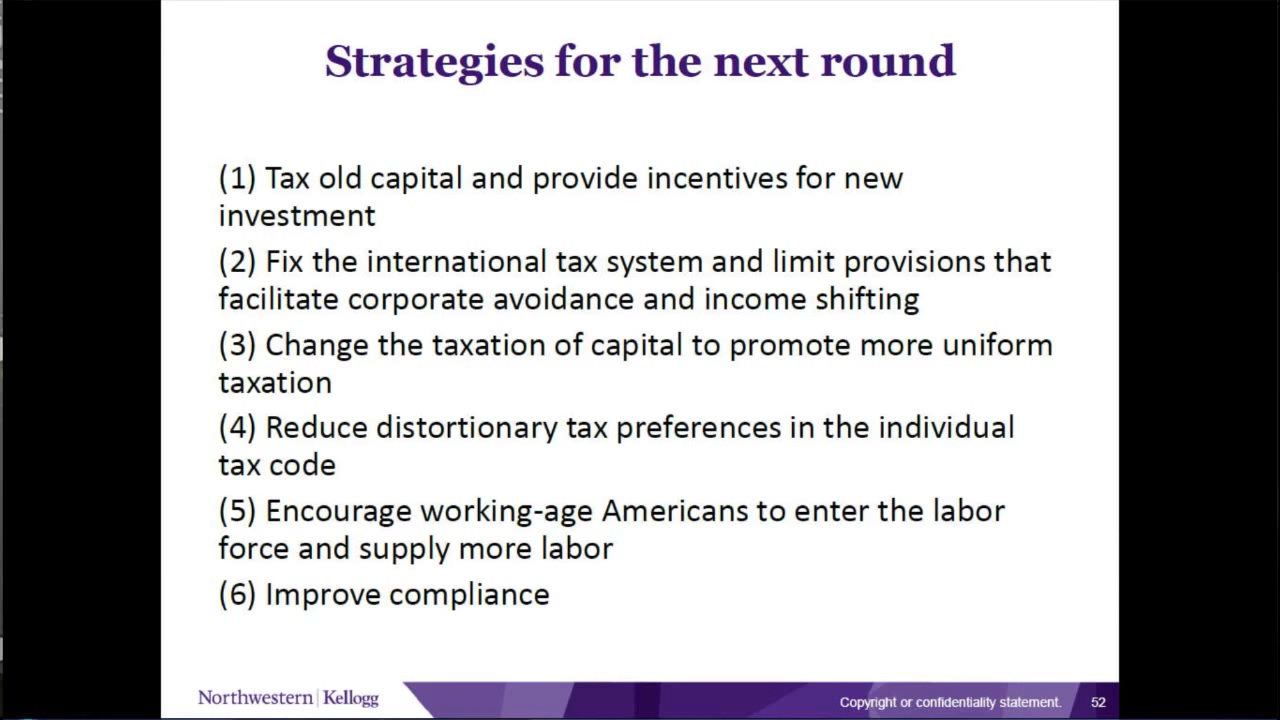 Strategies for the next round
(1) Tax old capital and provide incentives for new
investment
(2) Fix the international tax system and limit provisions that
facilitate corporate avoidance and income shifting
(3) Change the taxation of capital to promote more uniform
taxation
(4) Reduce distortionary tax preferences in the individual
tax code
(5) Encourage working-age Americans to enter the labor
force and supply more labor
(6) Improve compliance
Northwestern | Kellogg
Copyright or confidentiality statement. 52